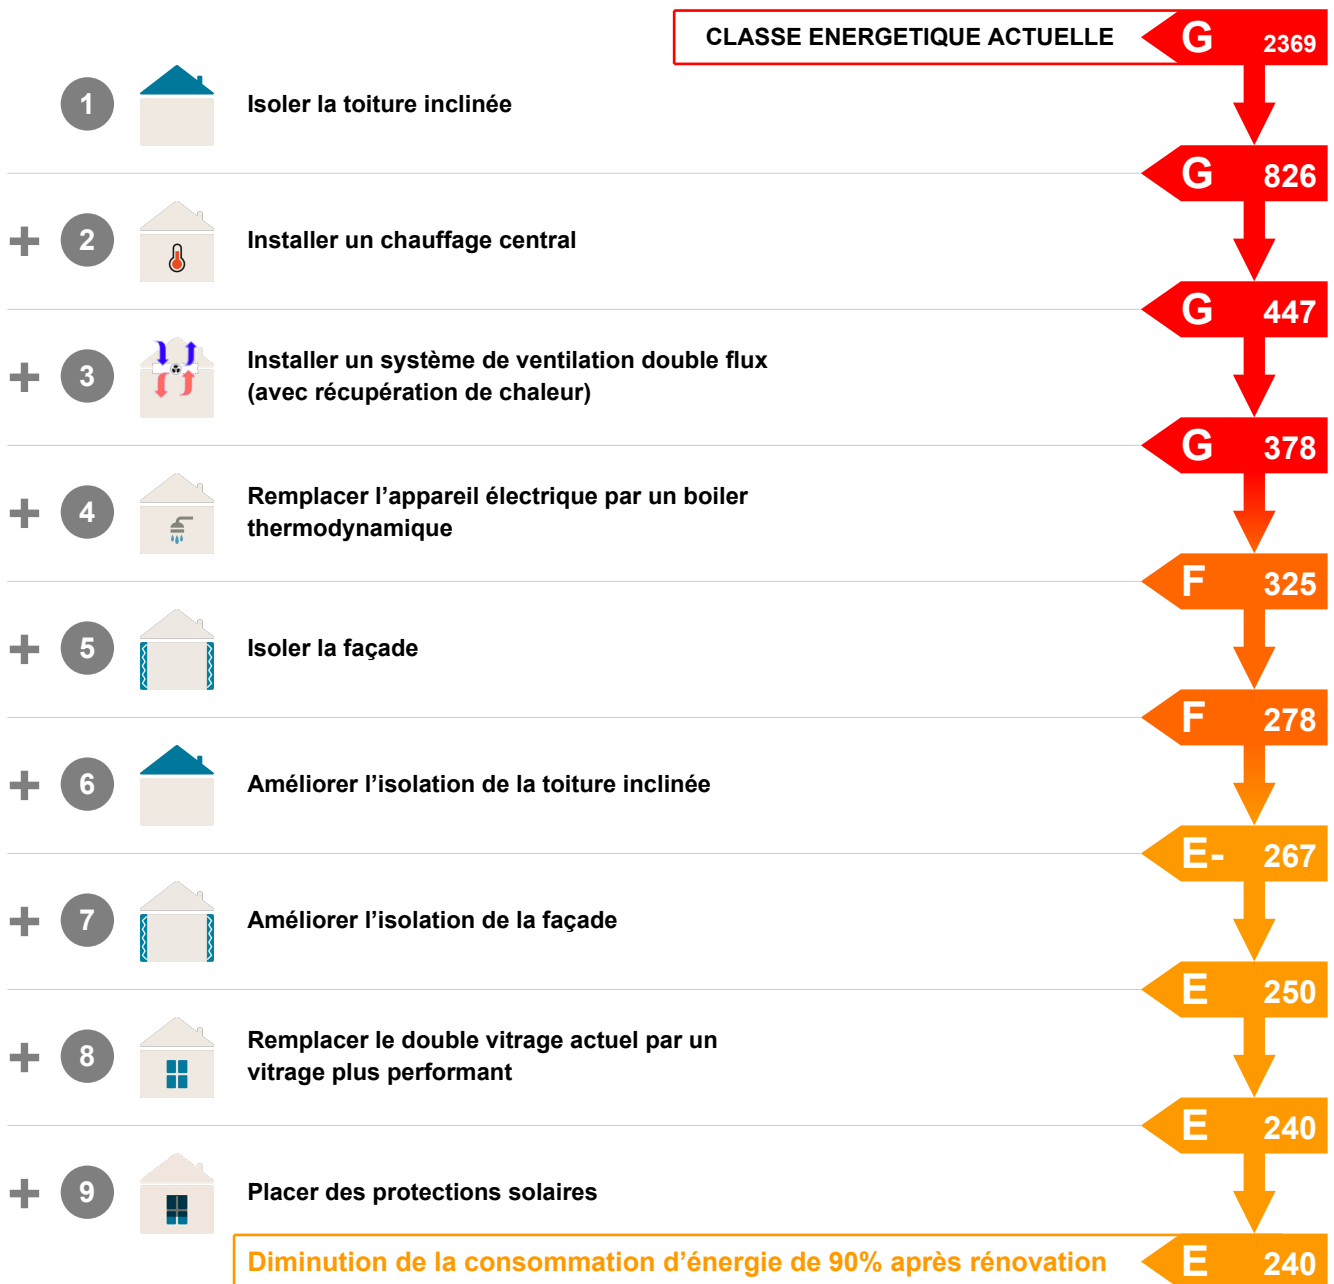 CLASSE ENERGETIQUE ACTUELLE G 2369
1 Isoler la toiture inclinée
G 826
+ 2 Installer un chauffage central
G 447
+ 3 Installer un système de ventilation double flux
(avec récupération de chaleur)
G 378
+ 4 Remplacer l'appareil électrique par un boiler
thermodynamique
F 325
+ 5 Isoler la façade
F 278
+ 6 Améliorer l'isolation de la toiture inclinée
E- 267
+ 7 Améliorer l'isolation de la façade
E 250
+ 8 Remplacer le double vitrage actuel par un
vitrage plus performant
E 240
+ 9 Placer des protections solaires
Diminution de la consommation d'énergie de 90% après rénovation E 240